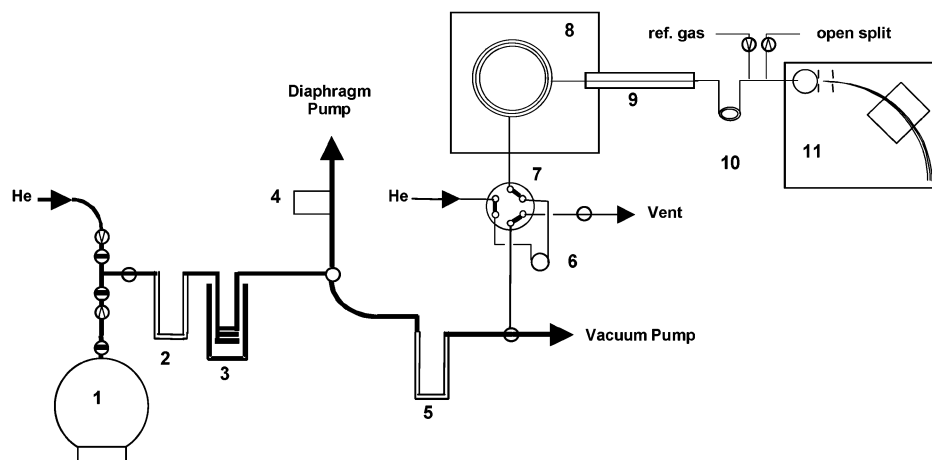 8
ref. gas
open split
Diaphragm
Pump
9
10
11
7
4
He
He
Vent
6
Vacuum Pump
2
3
1
5